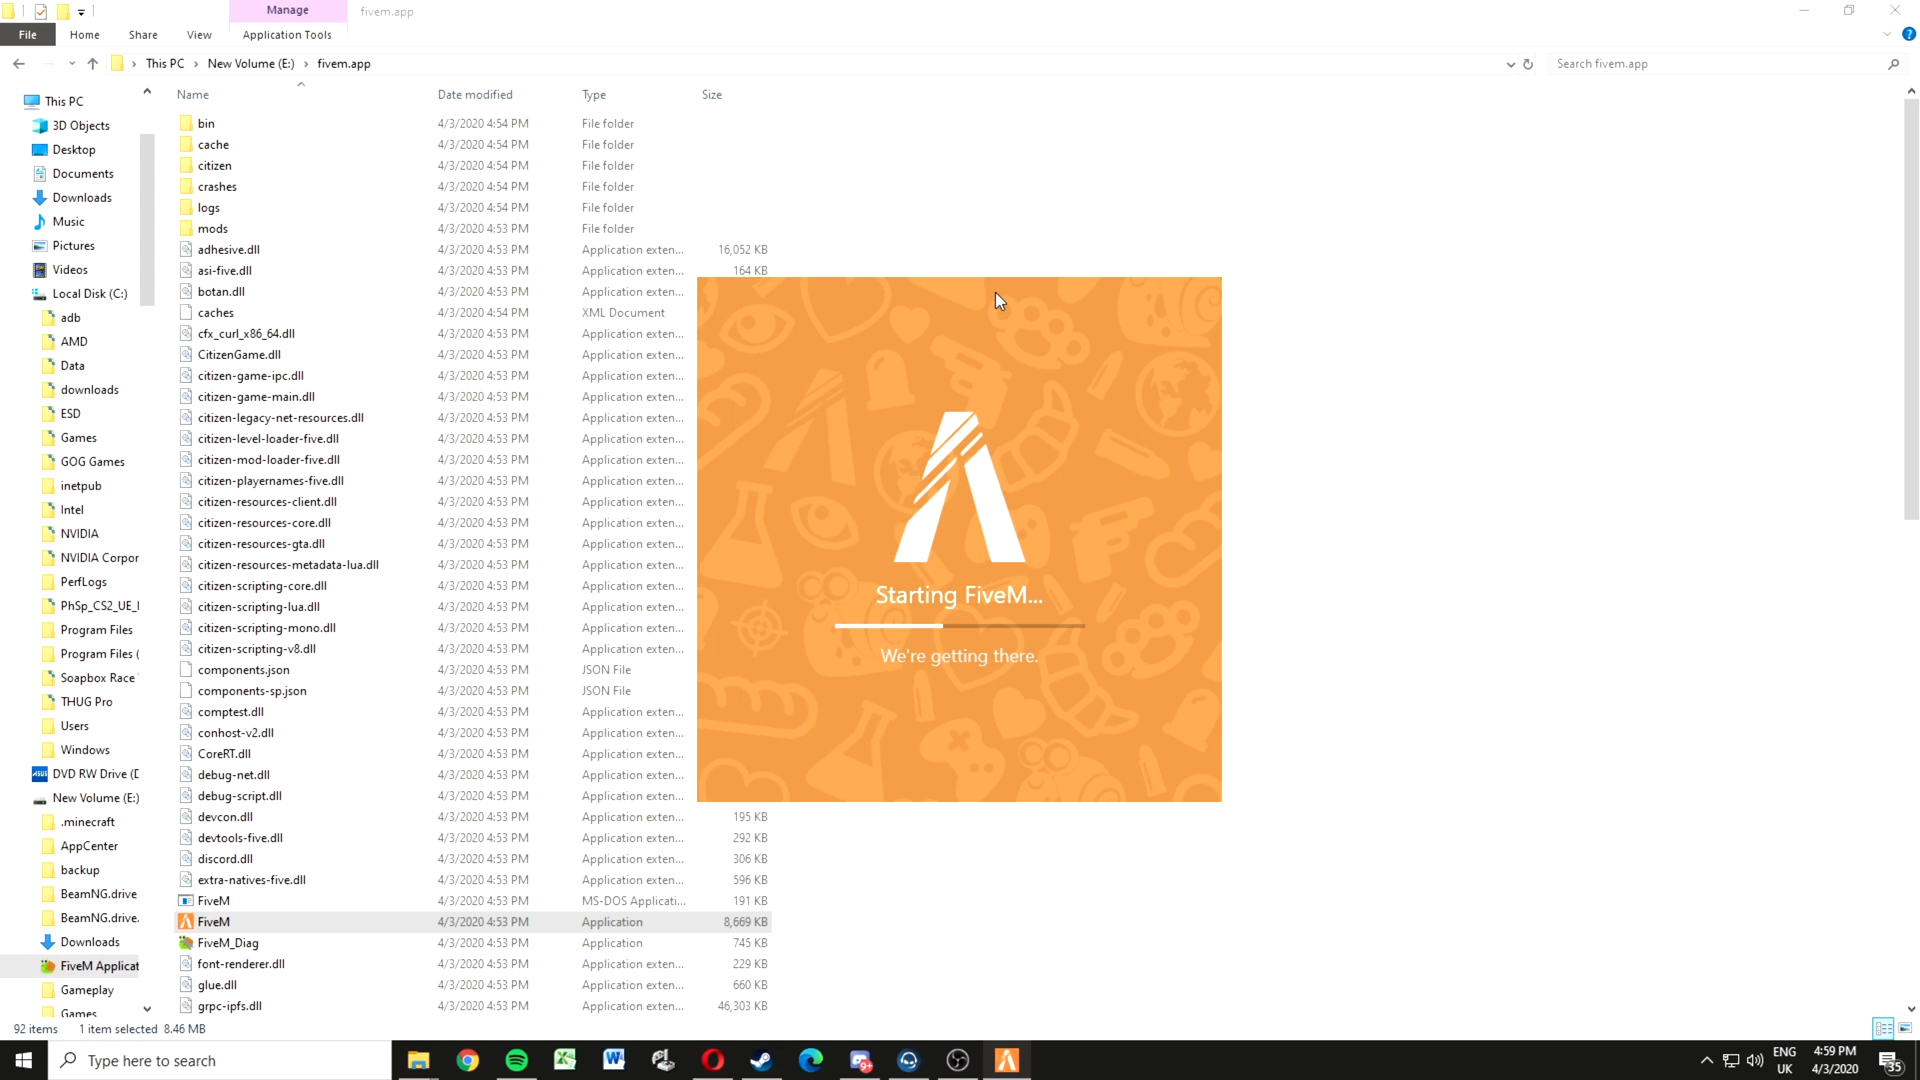 Manage
fivem.app
File
Home
Share
View
Application Tools
This PC
New Volume (E:)
fivem.app
Search fivem.app
Name
Date modified
Type
Size
This PC
3D Objects
Desktop
Documents
Downloads
Music
Pictures
Videos
Local Disk (C:)
adb
AMD
Data
downloads
ESD
Games
GOG Games
inetpub
Intel
NVIDIA
NVIDIA Corpor
PerfLogs
PhSp_CS2_UE_I
Program Files
Program Files (
Soapbox Race
THUG Pro
Users
Windows
DVD RW Drive (D
New Volume (E:)
.minecraft
AppCenter
backup
BeamNG.drive
BeamNG.drive.
Downloads
FiveM Applicat
Gameplay
Games
bin 4/3/2020 4:54 PM File folder
cache 4/3/2020 4:54 PM File folder
citizen 4/3/2020 4:54 PM File folder
crashes 4/3/2020 4:54 PM File folder
logs 4/3/2020 4:54 PM File folder
mods 4/3/2020 4:53 PM File folder
adhesive.dll 4/3/2020 4:53 PM Application exten... 16,052 KB
asi-five.dll 4/3/2020 4:53 PM Application exten... 164 KB
botan.dll 4/3/2020 4:53 PM Application exten...
caches 4/3/2020 4:54 PM XML Document
cfx_curl_x86_64.dll 4/3/2020 4:53 PM Application exten...
CitizenGame.dll 4/3/2020 4:53 PM Application exten...
citizen-game-ipc.dll 4/3/2020 4:53 PM Application exten...
citizen-game-main.dll 4/3/2020 4:53 PM Application exten...
citizen-legacy-net-resources.dll 4/3/2020 4:53 PM Application exten...
citizen-level-loader-five.dll 4/3/2020 4:53 PM Application exten...
citizen-mod-loader-five.dll 4/3/2020 4:53 PM Application exten...
citizen-playernames-five.dll 4/3/2020 4:53 PM Application exten...
citizen-resources-client.dll 4/3/2020 4:53 PM Application exten...
citizen-resources-core.dll 4/3/2020 4:53 PM Application exten...
citizen-resources-gta.dll 4/3/2020 4:53 PM Application exten...
citizen-resources-metadata-lua.dll 4/3/2020 4:53 PM Application exten...
citizen-scripting-core.dll 4/3/2020 4:53 PM Application exten...
citizen-scripting-lua.dll 4/3/2020 4:53 PM Application exten...
citizen-scripting-mono.dll 4/3/2020 4:53 PM Application exten...
citizen-scripting-v8.dll 4/3/2020 4:53 PM Application exten...
components.json 4/3/2020 4:53 PM JSON File
components-sp.json 4/3/2020 4:53 PM JSON File
comptest.dll 4/3/2020 4:53 PM Application exten...
conhost-v2.dll 4/3/2020 4:53 PM Application exten...
CoreRT.dll 4/3/2020 4:53 PM Application exten...
debug-net.dll 4/3/2020 4:53 PM Application exten...
debug-script.dll 4/3/2020 4:53 PM Application exten...
devcon.dll 4/3/2020 4:53 PM Application exten... 195 KB
devtools-five.dll 4/3/2020 4:53 PM Application exten... 292 KB
discord.dll 4/3/2020 4:53 PM Application exten... 306 KB
extra-natives-five.dll 4/3/2020 4:53 PM Application exten... 596 KB
FiveM 4/3/2020 4:53 PM MS-DOS Applicati... 191 KB
FiveM 4/3/2020 4:53 PM Application 8,669 KB
FiveM_Diag 4/3/2020 4:53 PM Application 745 KB
font-renderer.dll 4/3/2020 4:53 PM Application exten... 229 KB
glue.dll 4/3/2020 4:53 PM Application exten... 660 KB
grpc-ipfs.dll 4/3/2020 4:53 PM Application exten... 46,303 KB
Starting FiveM...
We're getting there.
92 items 1 item selected 8.46 MB
Type here to search
ENG
UK
4:59 PM
4/3/2020
35